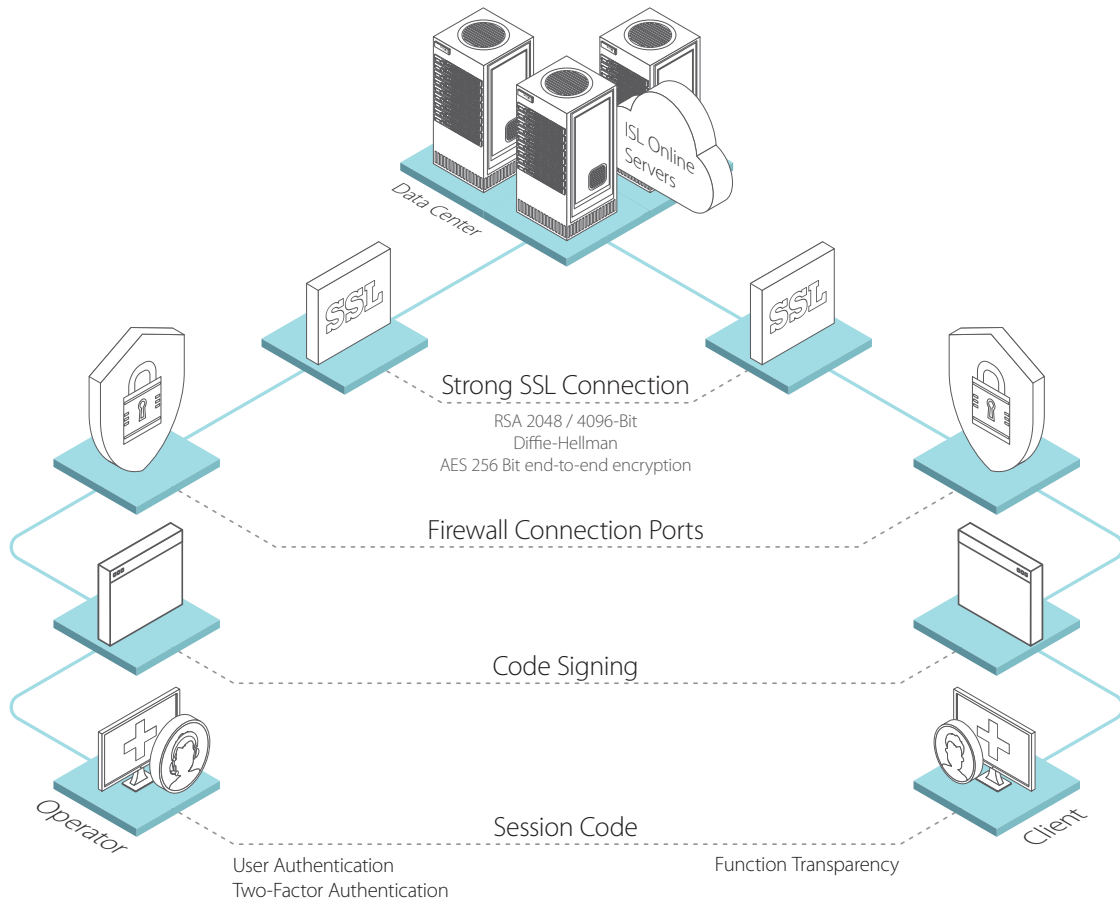 ISL Online
Servers
Data Center
SSL
SSL
Strong SSL Connection
RSA 2048 / 4096-Bit
Diffie-Hellman
AES 256 Bit end-to-end encryption
Firewall Connection Ports
Code Signing
Operator
Session Code
Client
User Authentication
Two-Factor Authentication
Function Transparency